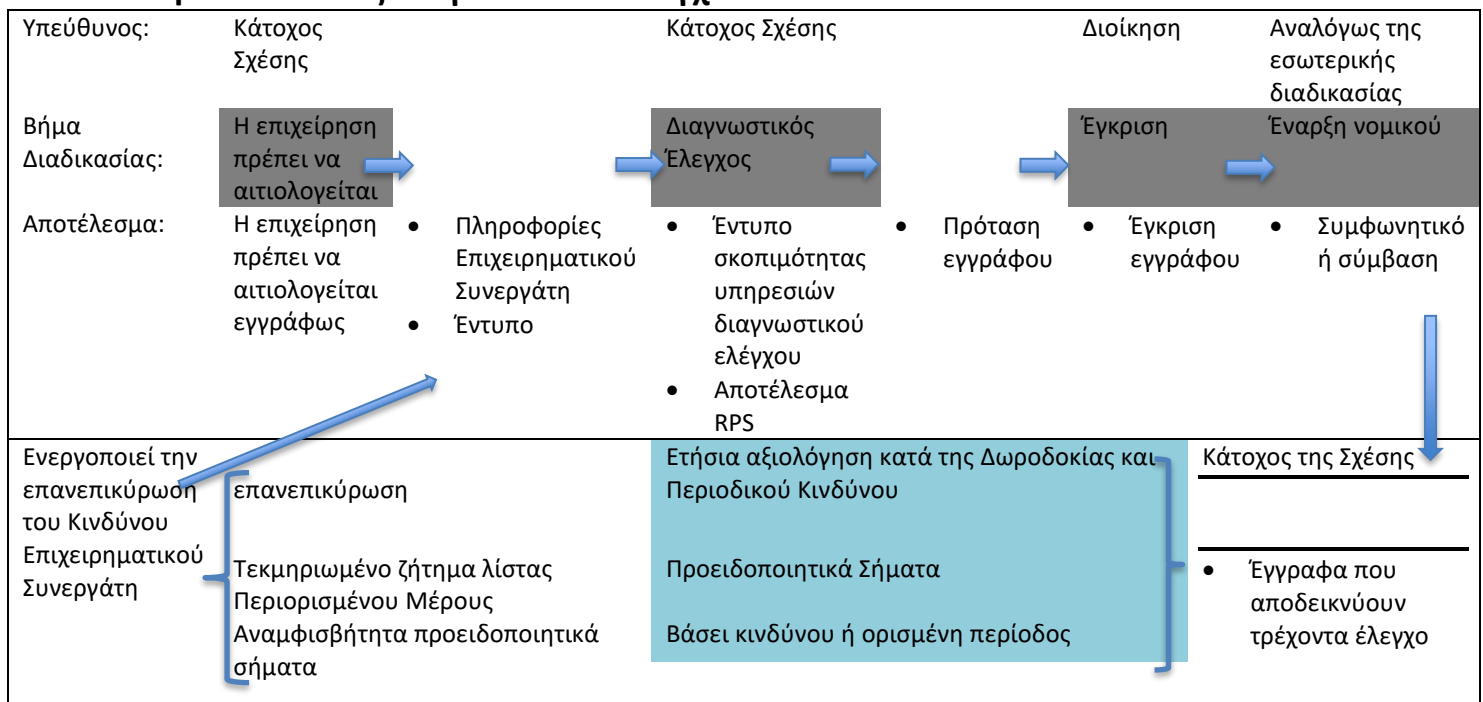 Υπεύθυνος:
Κάτοχος
Σχέσης
Κάτοχος Σχέσης
Διοίκηση
Αναλόγως της
εσωτερικής
διαδικασίας
Βήμα
Διαδικασίας:
Η επιχείρηση
πρέπει να
αιτιολογείται
Διαγνωστικός
Έλεγχος
Έγκριση
Έναρξη νομικού
Αποτέλεσμα:
Η επιχείρηση
πρέπει να
αιτιολογείται
εγγράφως
• Πληροφορίες
Επιχειρηματικού
Συνεργάτη
• Έντυπο
• Έντυπο
σκοπιμότητας
υπηρεσιών
διαγνωστικού
ελέγχου
• Αποτέλεσμα
RPS
• Πρόταση
εγγράφου
• Έγκριση
εγγράφου
• Συμφωνητικό
ή σύμβαση
Ενεργοποιεί την
επανεπικύρωση
του Κινδύνου
Επιχειρηματικού
Συνεργάτη
επανεπικύρωση
Τεκμηριωμένο ζήτημα λίστας
Περιορισμένου Μέρους
Αναμφισβήτητα προειδοποιητικά
σήματα
Ετήσια αξιολόγηση κατά της Δωροδοκίας και
Περιοδικού Κινδύνου
Προειδοποιητικά Σήματα
Βάσει κινδύνου ή ορισμένη περίοδος
Κάτοχος της Σχέσης
• Έγγραφα που
αποδεικνύουν
τρέχοντα έλεγχο